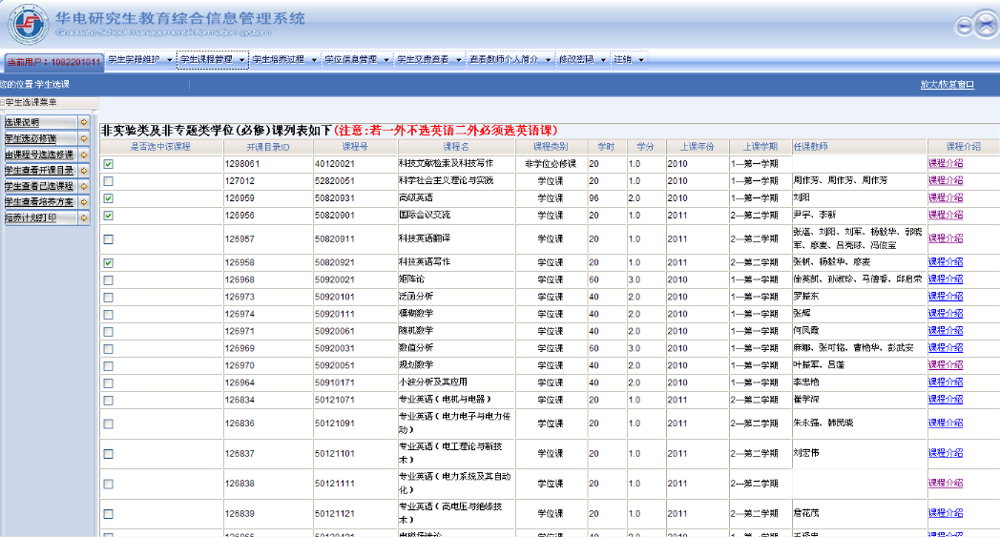 华电研究生教育综合信息管理系统
Graduate School management information system
当前用户：1082201011 学生学籍维护 学生课程管理 学生培养过程 学位信息管理 学生交费查看 查看教师个人简介 修改密码 注销
您的位置:学生选课 放大/恢复窗口
学生选课菜单
选课说明
学生选必修课
由课程号选选修课
学生查看开课目录
学生查看已选课程
学生查看培养方案
培养计划打印
非实验类及非专题类学位(必修)课列表如下(注意:若一外不选英语二外必须选英语课)
是否选中该课程 开课目录ID 课程号 课程名 课程类别 学时 学分 上课年份 上课学期 任课教师 课程介绍
1298061 40120021 科技文献检索及科技写作 非学位必修课 20 1.0 2010 1---第一学期 课程介绍
127012 52820051 科学社会主义理论与实践 学位课 20 1.0 2010 1---第一学期 周作芳、周作芳、周作芳 课程介绍
126959 50820931 高级英语 学位课 96 2.0 2010 1---第一学期 刘阳 课程介绍
126956 50820901 国际会议交流 学位课 20 1.0 2011 2---第二学期 尹宇、李新 课程介绍
126957 50820911 科技英语翻译 学位课 20 1.0 2011 2---第二学期 张湛、刘阳、刘军、杨毅华、郭晓
军、廖麦、吕亮球、冯俊宝 课程介绍
126958 50820921 科技英语写作 学位课 20 1.0 2011 2---第二学期 张帆、杨毅华、廖麦 课程介绍
126968 50920021 矩阵论 学位课 60 3.0 2010 1---第一学期 徐英凯、孙淑珍、马德香、邱启荣 课程介绍
126973 50920101 泛函分析 学位课 40 2.0 2010 1---第一学期 罗振东 课程介绍
126974 50920111 模糊数学 学位课 40 2.0 2010 1---第一学期 张辉 课程介绍
126971 50920061 随机数学 学位课 40 2.0 2010 1---第一学期 何凤霞 课程介绍
126969 50920031 数值分析 学位课 60 3.0 2010 1---第一学期 麻娜、张可铭、曹艳华、彭武安 课程介绍
126970 50920051 规划数学 学位课 40 2.0 2010 1---第一学期 叶振军、吕蓬 课程介绍
126964 50910171 小波分析及其应用 学位课 40 2.0 2010 1---第一学期 李忠艳 课程介绍
126834 50121071 专业英语(电机与电器) 学位课 20 1.0 2011 2---第二学期 崔学深 课程介绍
126836 50121091 专业英语(电力电子与电力传
动) 学位课 20 1.0 2011 2---第二学期 朱永强、韩民晓 课程介绍
126837 50121101 专业英语(电工理论与新技
术) 学位课 20 1.0 2011 2---第二学期 刘宏伟 课程介绍
126838 50121111 专业英语(电力系统及其自动
化) 学位课 20 1.0 2011 2---第二学期 课程介绍
126839 50121121 专业英语(高电压与绝缘技
术) 学位课 20 1.0 2011 2---第二学期 詹花茂 课程介绍